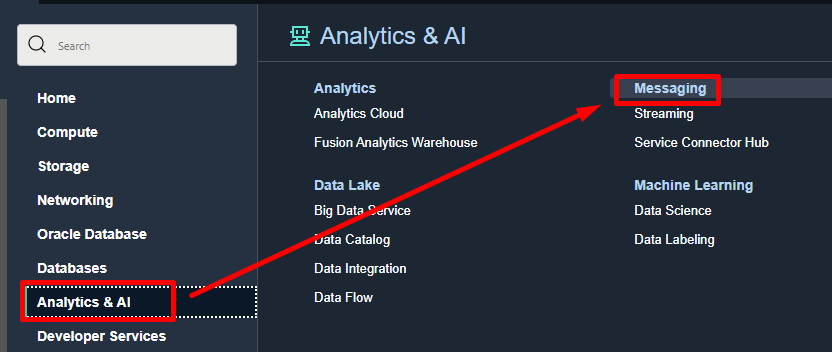 Search
Home
Compute
Storage
Networking
Oracle Database
Databases
Analytics & AI
Developer Services
Analytics & AI
Analytics
Analytics Cloud
Fusion Analytics Warehouse
Data Lake
Big Data Service
Data Catalog
Data Integration
Data Flow
Messaging
Streaming
Service Connector Hub
Machine Learning
Data Science
Data Labeling